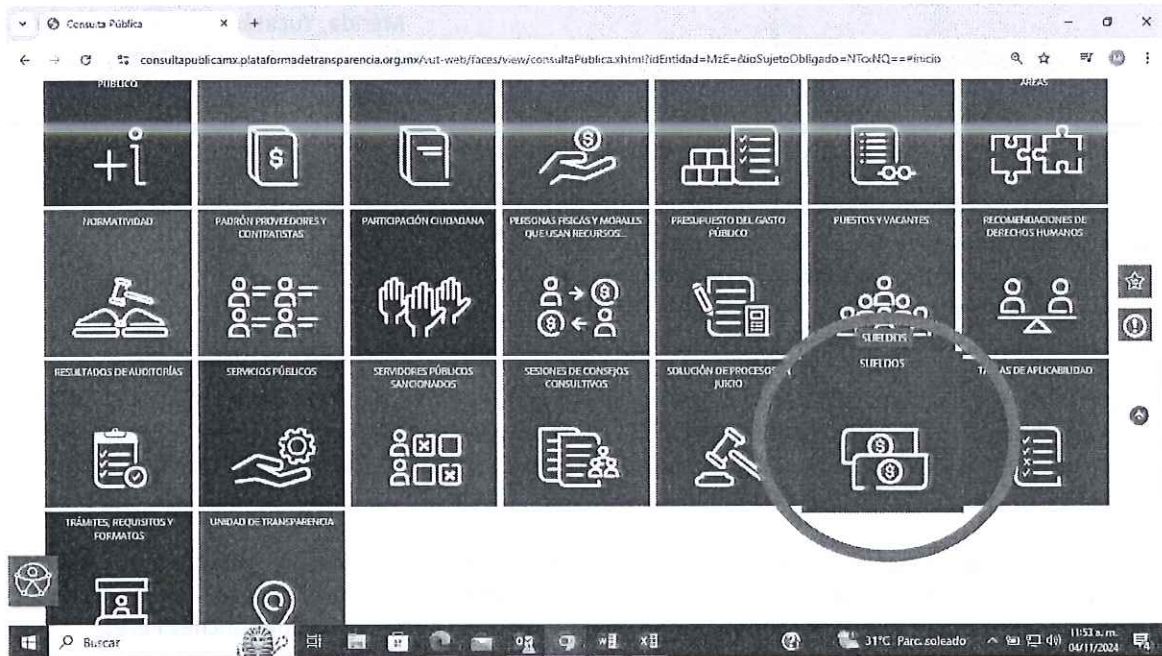 Consulta Pública
consultapublicamx.plataformadetransparencia.org.mx/vut-web/faces/view/consultaPublica.xhtml?idEntidad=MzE=&idSujetoObligado=NTcxNQ==#inicio
PÚBLICO
ÁREAS
NORMATIVIDAD
PADRÓN PROVEEDORES Y
CONTRATISTAS
PARTICIPACIÓN CIUDADANA
PERSONAS FÍSICAS Y MORALES
QUE USAN RECURSOS...
PRESUPUESTO DEL GASTO
PÚBLICO
PUESTOS Y VACANTES
RECOMENDACIONES DE
DERECHOS HUMANOS
RESULTADOS DE AUDITORÍAS
SERVICIOS PÚBLICOS
SERVIDORES PÚBLICOS
SANCIONADOS
SESIONES DE CONSEJOS
CONSULTIVOS
SOLUCIÓN DE PROCESOS
JUICIO
SUELDOS
SUELDOS
DE APLICABILIDAD
TRÁMITES, REQUISITOS Y
FORMATOS
UNIDAD DE TRANSPARENCIA
Buscar
31°C Parc. soleado
11:53 a. m.
04/11/2024